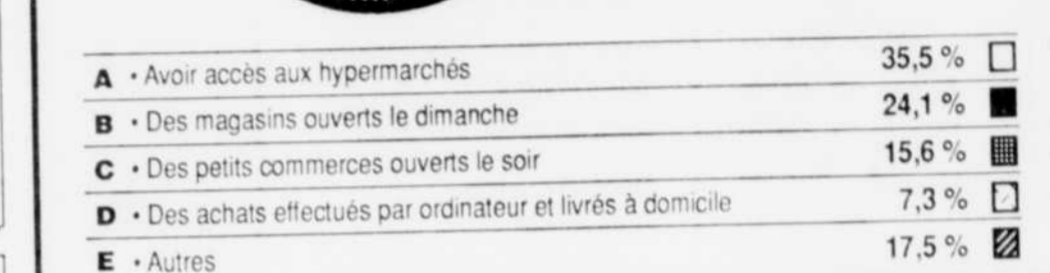 A • Avoir accès aux hypermarchés 35,5 %
B • Des magasins ouverts le dimanche 24,1 %
C • Des petits commerces ouverts le soir 15,6 %
D • Des achats effectués par ordinateur et livrés à domicile 7,3 %
E • Autres 17,5 %